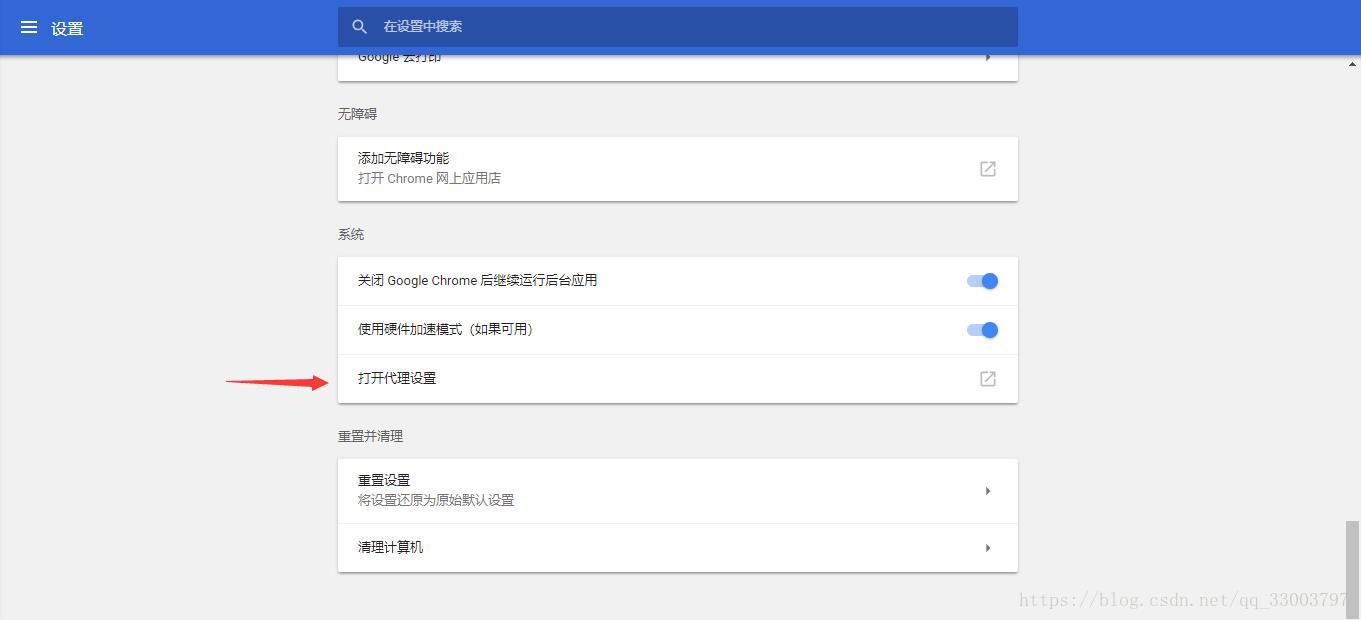 设置
在设置中搜索
Google 云打印
无障碍
添加无障碍功能
打开 Chrome 网上应用店
系统
关闭 Google Chrome 后继续运行后台应用
使用硬件加速模式（如果可用）
打开代理设置
重置并清理
重置设置
将设置还原为原始默认设置
清理计算机
https://blog.csdn.net/qq_33003797